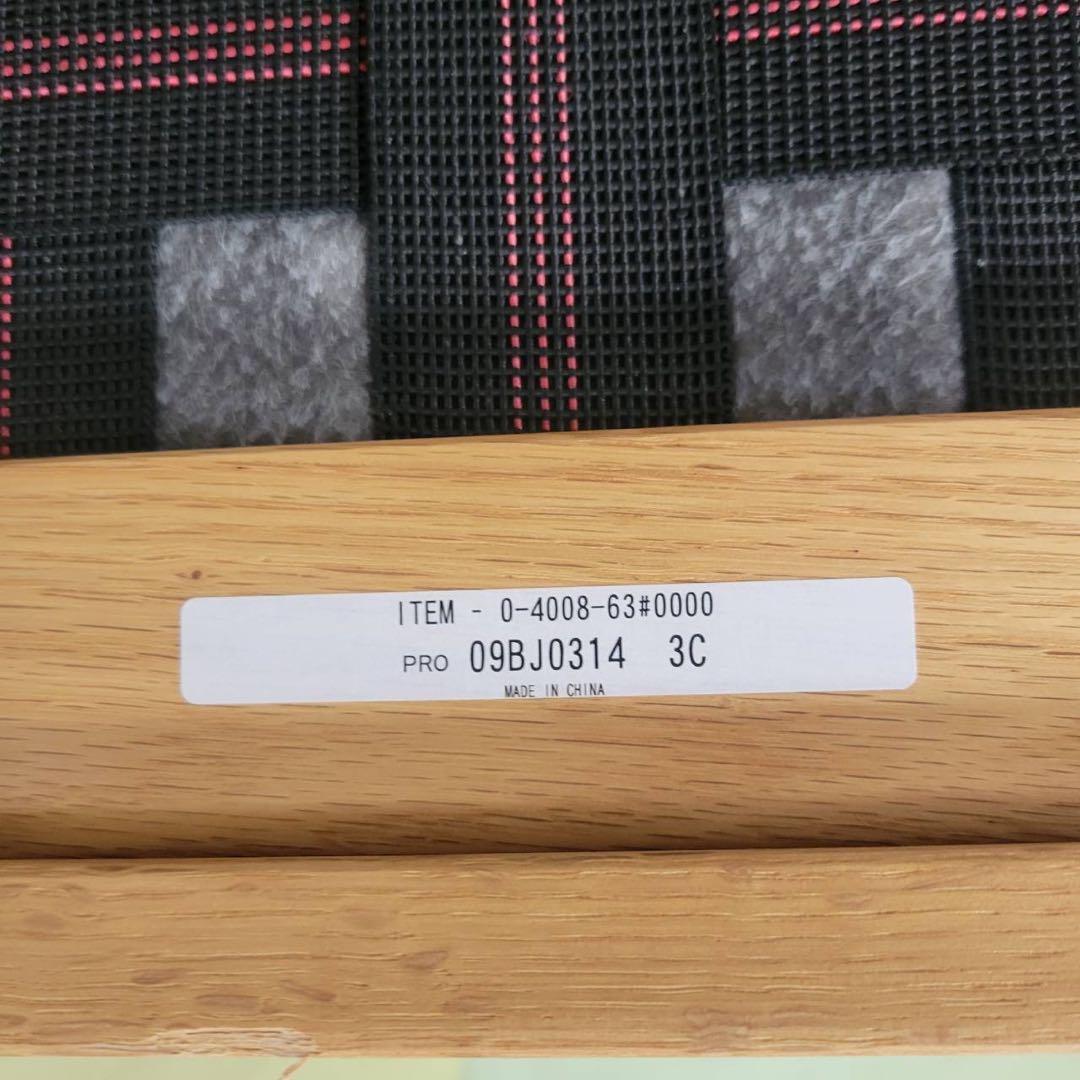 ITEM - 0-4008-63#0000
PRO 09BJ0314 3C
MADE IN CHINA